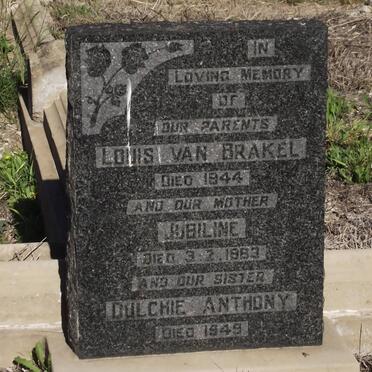 IN
LOVING MEMORY
OF
OUR PARENTS
LOUIS VAN BRAKEL
DIED 1944
AND OUR MOTHER
JUBILINE
DIED 3-2-1963
AND OUR SISTER
DULCHIE ANTHONY
DIED 1949